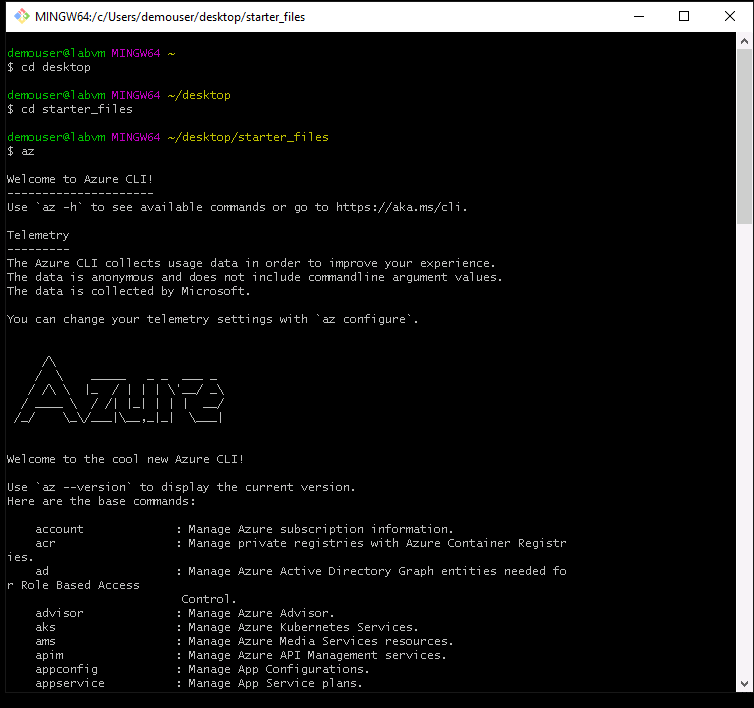 MINGW64:/c/Users/demouser/desktop/starter_files
demouser@labvm MINGW64 ~
$ cd desktop
demouser@labvm MINGW64 ~/desktop
$ cd starter_files
demouser@labvm MINGW64 ~/desktop/starter_files
$ az
Welcome to Azure CLI!
---------------------
Use `az -h` to see available commands or go to https://aka.ms/cli.
Telemetry
---------
The Azure CLI collects usage data in order to improve your experience.
The data is anonymous and does not include commandline argument values.
The data is collected by Microsoft.
You can change your telemetry settings with `az configure`.
Azure
Welcome to the cool new Azure CLI!
Use `az --version` to display the current version.
Here are the base commands:
account : Manage Azure subscription information.
acr : Manage private registries with Azure Container Registr
ies.
ad : Manage Azure Active Directory Graph entities needed fo
r Role Based Access
Control.
advisor : Manage Azure Advisor.
aks : Manage Azure Kubernetes Services.
ams : Manage Azure Media Services resources.
apim : Manage Azure API Management services.
appconfig : Manage App Configurations.
appservice : Manage App Service plans.